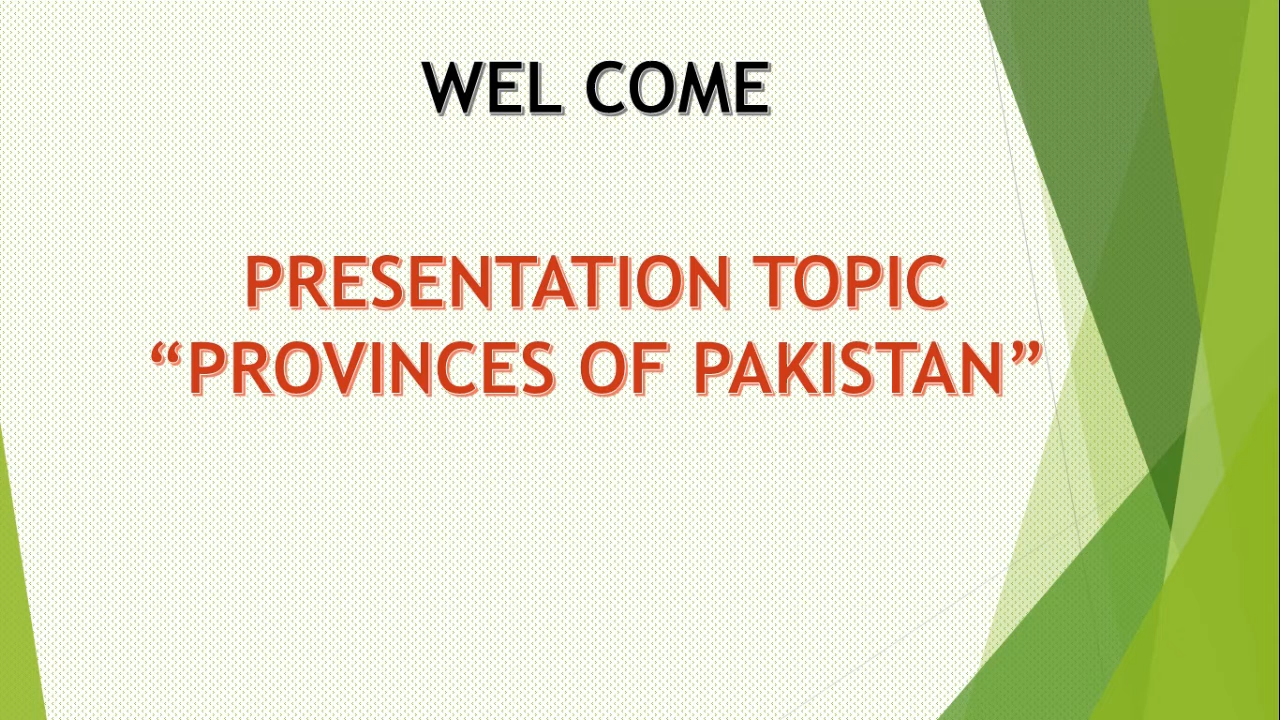 WEL COME
PRESENTATION TOPIC
“PROVINCES OF PAKISTAN”